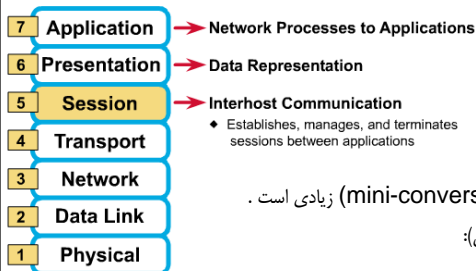 7 Application Network Processes to Applications
6 Presentation Data Representation
5 Session Interhost Communication
◆ Establishes, manages, and terminates
sessions between applications
4 Transport
3 Network
(mini-convers زیادی است .
2 Data Link
:(
1 Physical